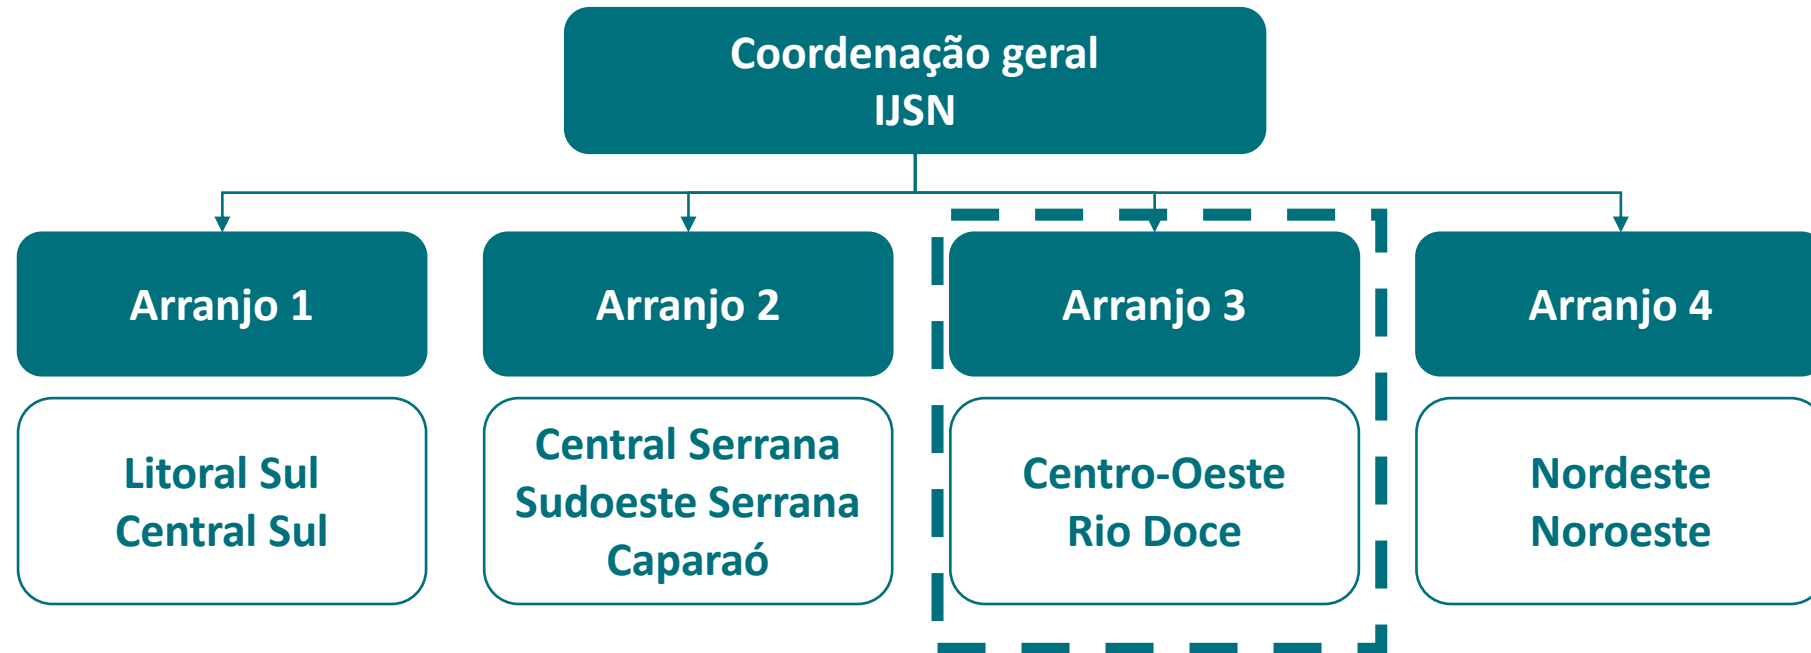 Coordenação geral
IJSN
Arranjo 1
Arranjo 2
Arranjo 3
Arranjo 4
Litoral Sul
Central Sul
Central Serrana
Sudoeste Serrana
Caparaó
Centro-Oeste
Rio Doce
Nordeste
Noroeste